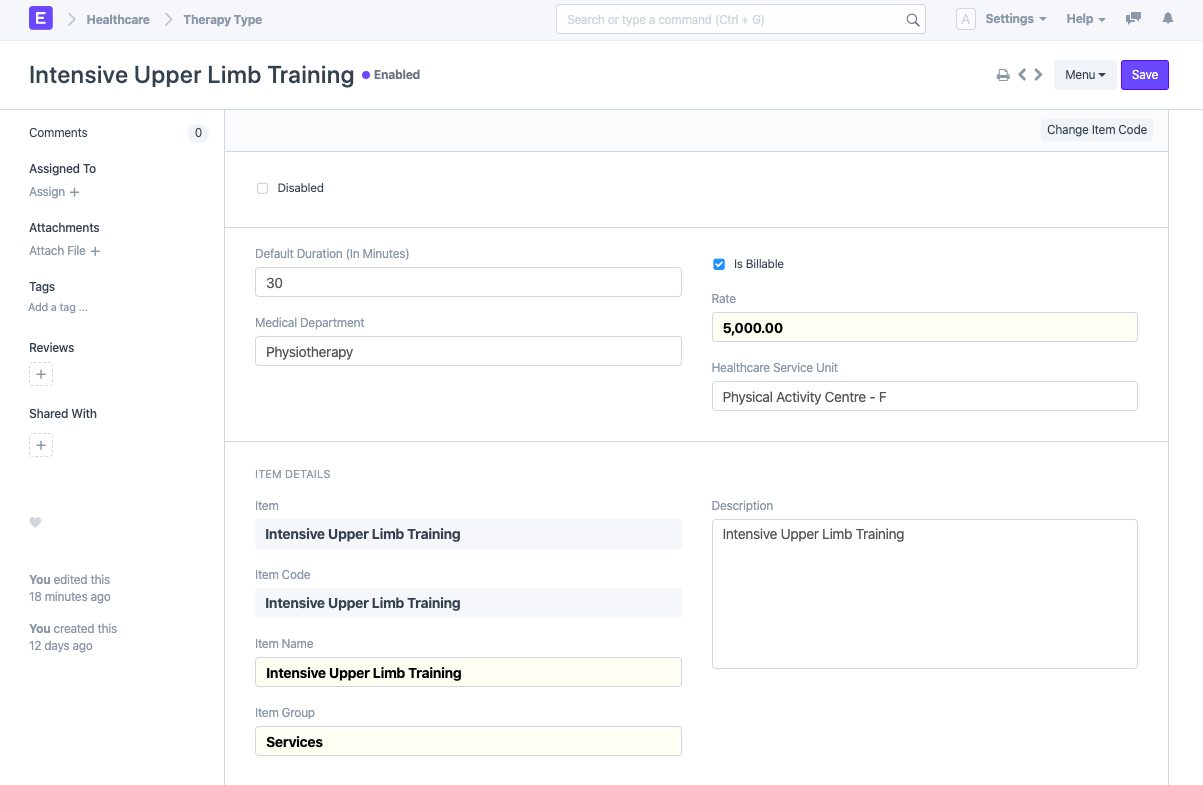 E Healthcare Therapy Type Search or type a command (Ctrl + G) A Settings Help
Intensive Upper Limb Training Enabled Menu Save
Comments 0
Assigned To
Assign +
Attachments
Attach File +
Tags
Add a tag ...
Reviews
+
Shared With
+
You edited this
18 minutes ago
You created this
12 days ago
Change Item Code
Disabled
Default Duration (In Minutes)
30
Medical Department
Physiotherapy
Is Billable
Rate
5,000.00
Healthcare Service Unit
Physical Activity Centre - F
ITEM DETAILS
Item
Intensive Upper Limb Training
Item Code
Intensive Upper Limb Training
Item Name
Intensive Upper Limb Training
Item Group
Services
Description
Intensive Upper Limb Training